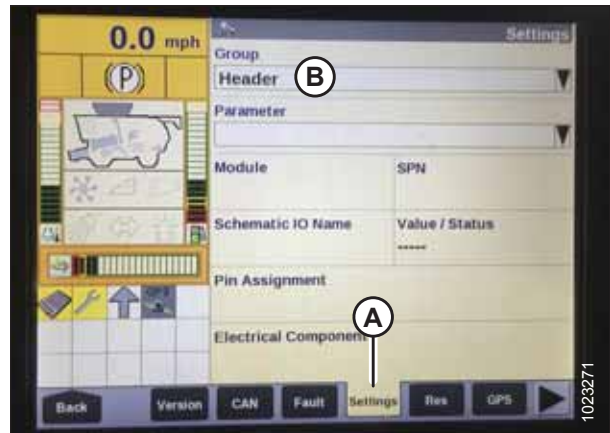 0.0 mph
Settings
(P)
Group
Header
B
Parameter
Module
SPN
Schematic IO Name
Value / Status
-----
Pin Assignment
A
Electrical Component
Back
Version
CAN
Fault
Settings
Res
GPS
1023271